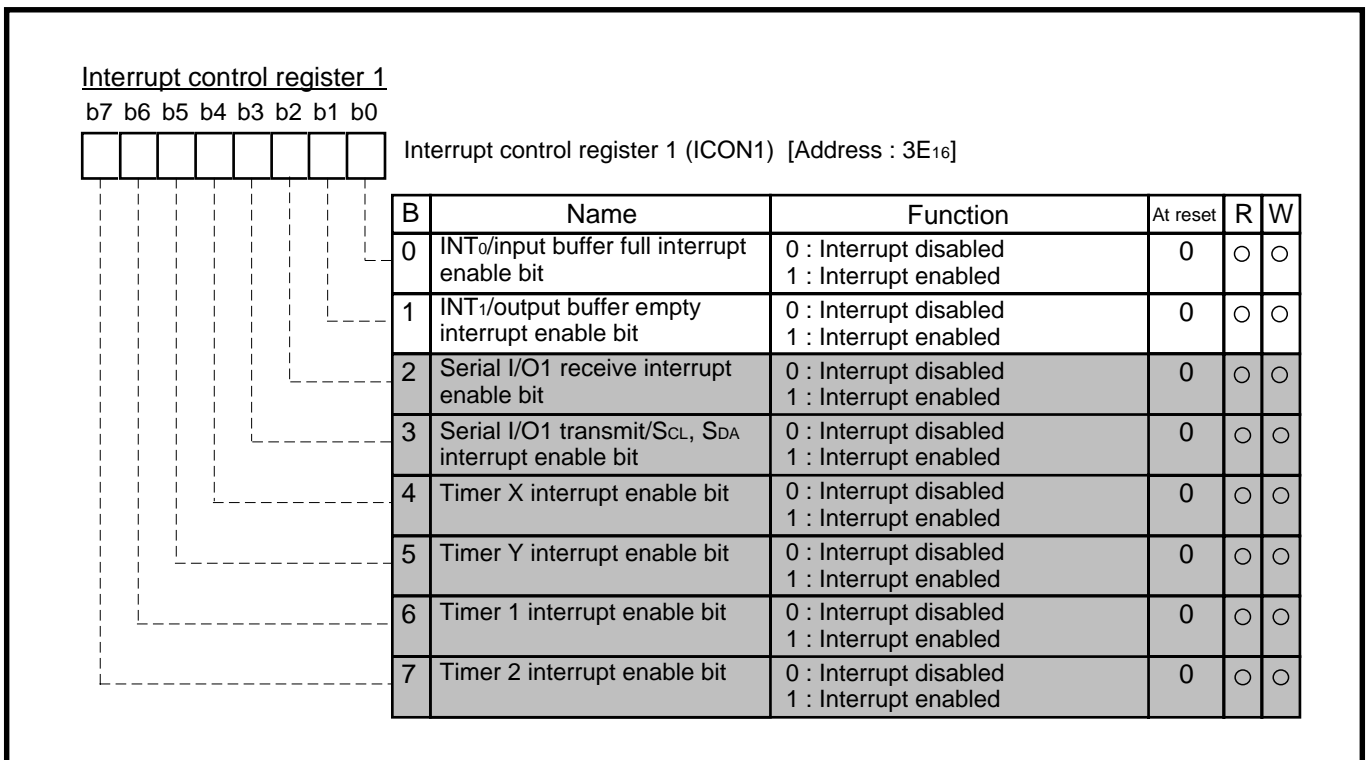 Interrupt control register 1
b7 b6 b5 b4 b3 b2 b1 b0
Interrupt control register 1 (ICON1) [Address : 3E16]
B Name Function At reset R W
0 INT0/input buffer full interrupt enable bit 0 : Interrupt disabled 0 ○ ○
1 : Interrupt enabled
1 INT1/output buffer empty interrupt enable bit 0 : Interrupt disabled 0 ○ ○
1 : Interrupt enabled
2 Serial I/O1 receive interrupt enable bit 0 : Interrupt disabled 0 ○ ○
1 : Interrupt enabled
3 Serial I/O1 transmit/SCL, SDA interrupt enable bit 0 : Interrupt disabled 0 ○ ○
1 : Interrupt enabled
4 Timer X interrupt enable bit 0 : Interrupt disabled 0 ○ ○
1 : Interrupt enabled
5 Timer Y interrupt enable bit 0 : Interrupt disabled 0 ○ ○
1 : Interrupt enabled
6 Timer 1 interrupt enable bit 0 : Interrupt disabled 0 ○ ○
1 : Interrupt enabled
7 Timer 2 interrupt enable bit 0 : Interrupt disabled 0 ○ ○
1 : Interrupt enabled